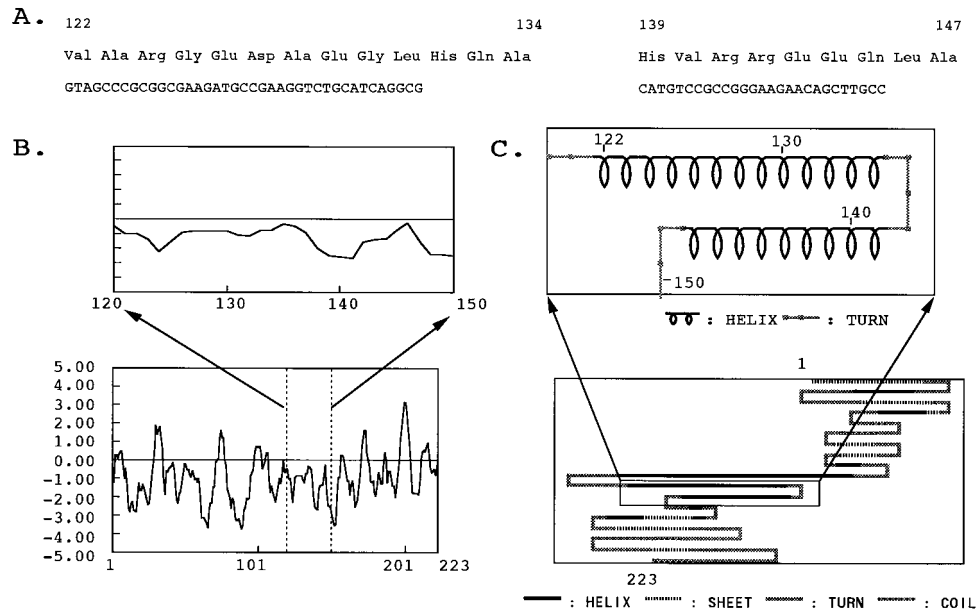 A.
122 134 139 147
Val Ala Arg Gly Glu Asp Ala Glu Gly Leu His Gln Ala His Val Arg Arg Glu Glu Gln Leu Ala
GTAGCCCGCGGCGAAGATGCCGAAGGTCTGCATCAGGCG CATGTCCGCCGGGAAGAACAGCTTGCC
B.
120 130 140 150
5.00
4.00
3.00
2.00
1.00
0.00
-1.00
-2.00
-3.00
-4.00
-5.00
1 101 201 223
C.
122 130
140
-150
: HELIX : TURN
1
223
: HELIX : SHEET : TURN : COIL